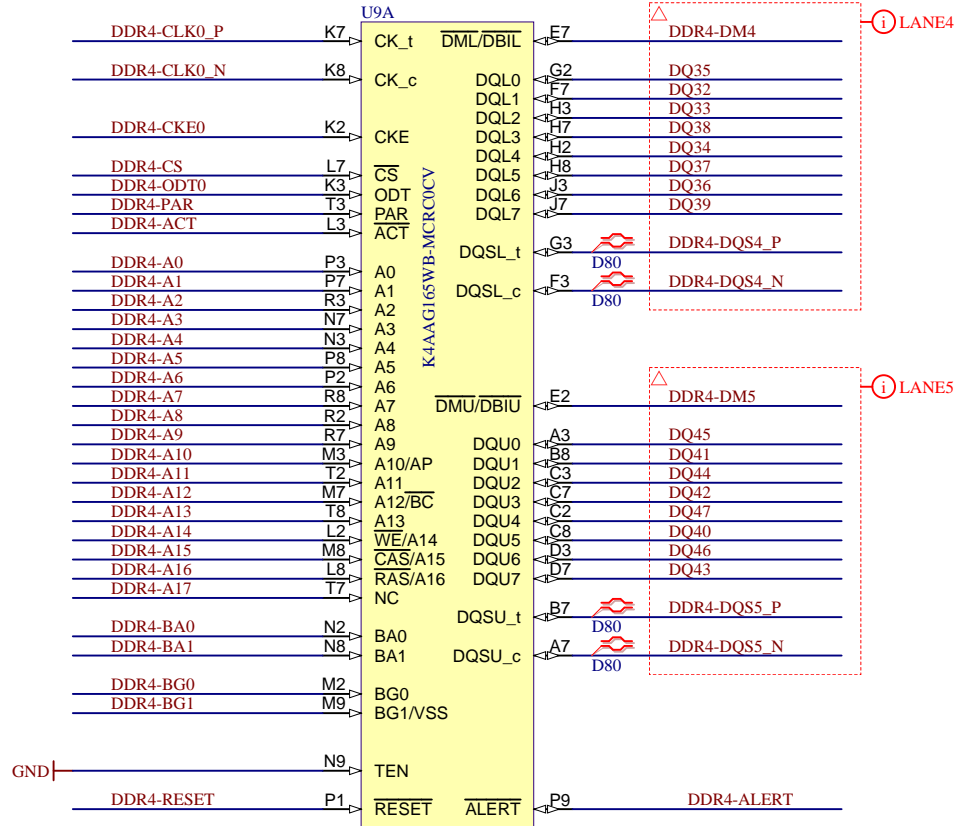 U9A
DDR4-CLK0_P K7 CK_t DML/DBIL E7 DDR4-DM4 i LANE4
DDR4-CLK0_N K8 CK_c DQL0 G2 DQ35
DQL1 F7 DQ32
DQL2 H3 DQ33
DDR4-CKE0 K2 CKE DQL3 H7 DQ38
DQL4 H2 DQ34
DDR4-CS L7 CS DQL5 H8 DQ37
DDR4-ODT0 K3 ODT DQL6 J3 DQ36
DDR4-PAR T3 PAR DQL7 J7 DQ39
DDR4-ACT L3 ACT
DQSL_t G3 D80 DDR4-DQS4_P
DDR4-A0 P3 A0
DDR4-A1 P7 A1 DQSL_c F3 D80 DDR4-DQS4_N
DDR4-A2 R3 A2
DDR4-A3 N7 A3
DDR4-A4 N3 A4
DDR4-A5 P8 A5
DDR4-A6 P2 A6
DDR4-A7 R8 A7 DMU/DBIU E2 DDR4-DM5 i LANE5
DDR4-A8 R2 A8
DDR4-A9 R7 A9 DQU0 A3 DQ45
DDR4-A10 M3 A10/AP DQU1 B8 DQ41
DDR4-A11 T2 A11 DQU2 C3 DQ44
DDR4-A12 M7 A12/BC DQU3 C7 DQ42
DDR4-A13 T8 A13 DQU4 C2 DQ47
DDR4-A14 L2 WE/A14 DQU5 C8 DQ40
DDR4-A15 M8 CAS/A15 DQU6 D3 DQ46
DDR4-A16 L8 RAS/A16 DQU7 D7 DQ43
DDR4-A17 T7 NC
DQSU_t B7 D80 DDR4-DQS5_P
DDR4-BA0 N2 BA0
DDR4-BA1 N8 BA1 DQSU_c A7 D80 DDR4-DQS5_N
DDR4-BG0 M2 BG0
DDR4-BG1 M9 BG1/VSS
GND N9 TEN
DDR4-RESET P1 RESET ALERT P9 DDR4-ALERT
K4AAG165WB-MCRC0CV